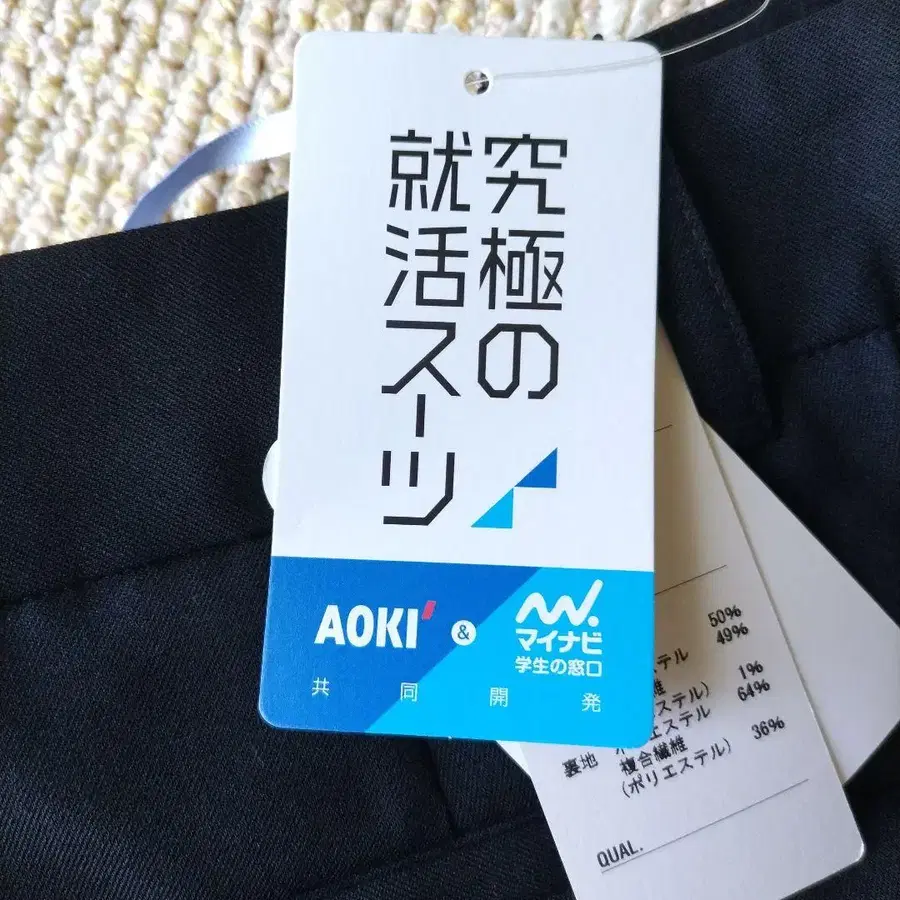 究極の
就活スーツ
AOKI
&
マイナビ
学生の窓口
共同開発
50%
49%
1%
64%
裏地
複合繊維
36%
(ポリエステル)
QUAL.